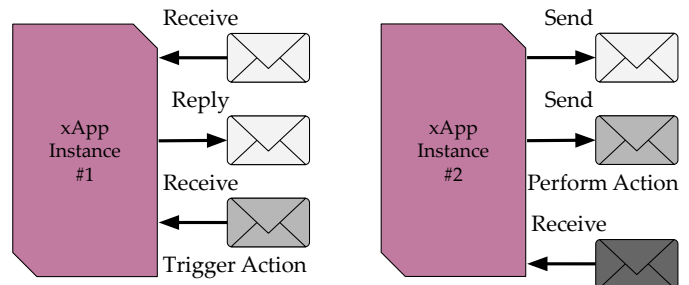 Receive
Reply
xApp
Instance
#1
Receive
Trigger Action
Send
Send
xApp
Instance
#2
Perform Action
Receive